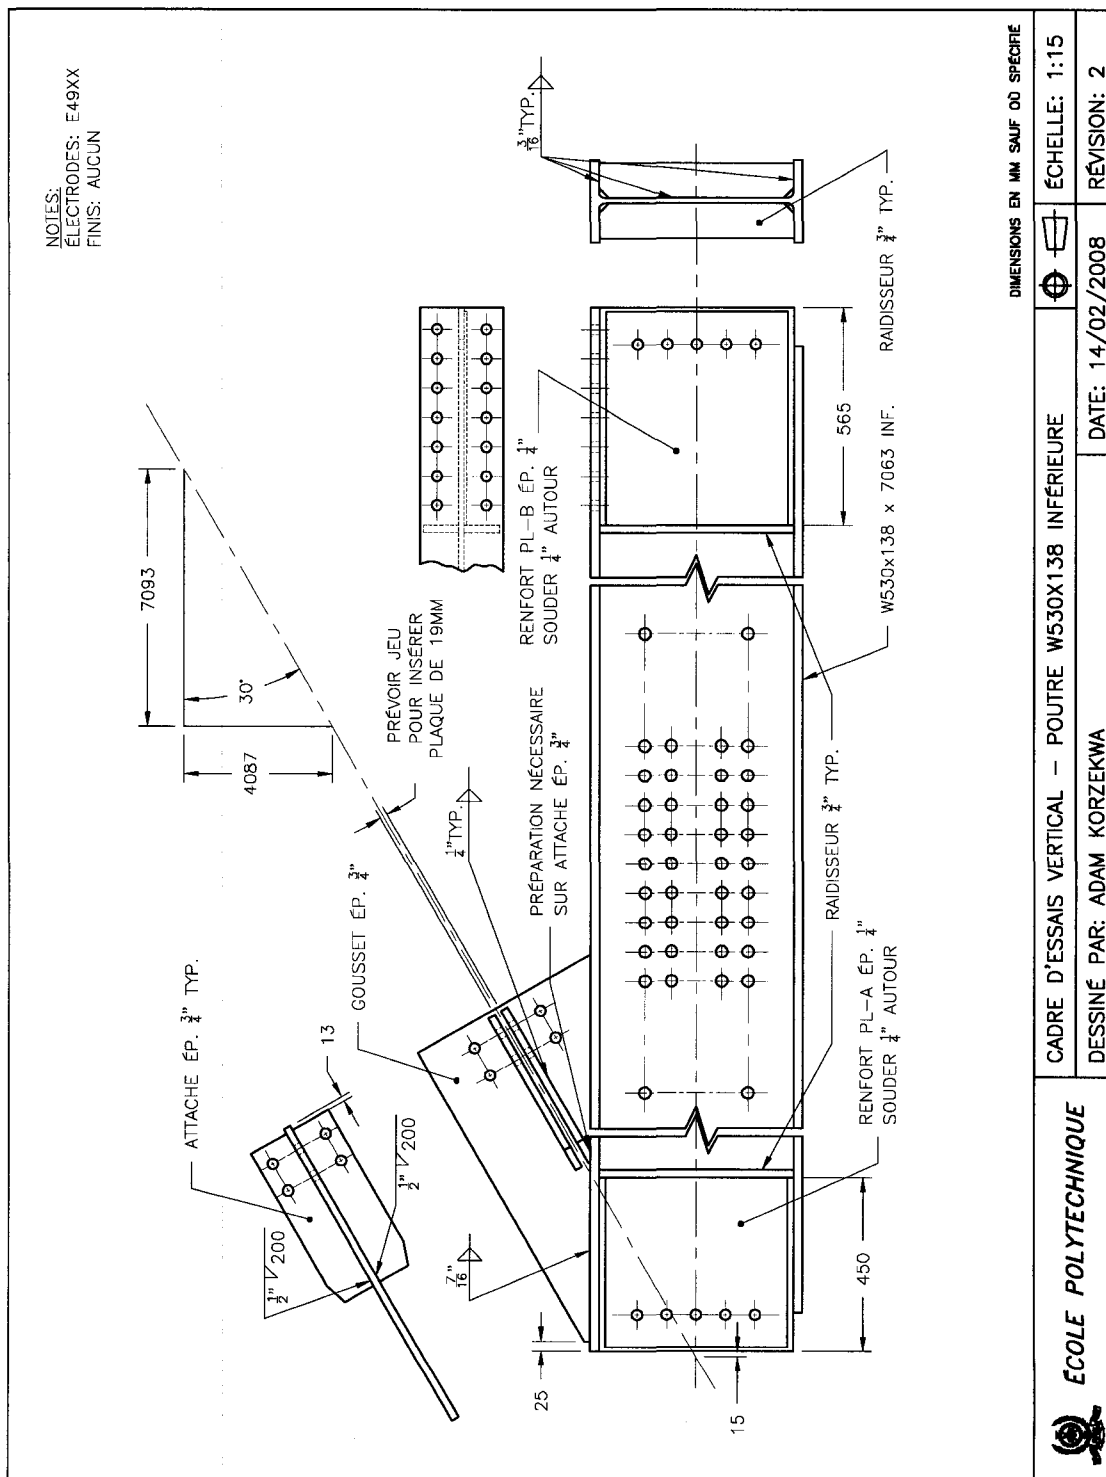 NOTES:
ÉLECTRODES: E49XX
FINIS: AUCUN
ATTACHE ÉP. 3/4" TYP.
13
1/2" 200
1/2" 200
GOUSSET ÉP. 3/4"
7093
4087
30°
PRÉVOIR JEU
POUR INSÉRER
PLAQUE DE 19MM
1/4" TYP.
7/16"
25
PRÉPARATION NÉCESSAIRE
SUR ATTACHE ÉP. 3/4"
RENFORT PL-B ÉP. 1/4"
SOUDER 1/4" AUTOUR
3/16" TYP.
15
450
RENFORT PL-A ÉP. 1/4"
SOUDER 1/4" AUTOUR
RAIDISSEUR 3/4" TYP.
565
W530x138 x 7063 INF.
RAIDISSEUR 3/4" TYP.
DIMENSIONS EN MM SAUF OÙ SPÉCIFIÉ
ÉCOLE POLYTECHNIQUE
CADRE D'ESSAIS VERTICAL – POUTRE W530X138 INFÉRIEURE
ÉCHELLE: 1:15
DESSINÉ PAR: ADAM KORZEKWA
DATE: 14/02/2008
RÉVISION: 2